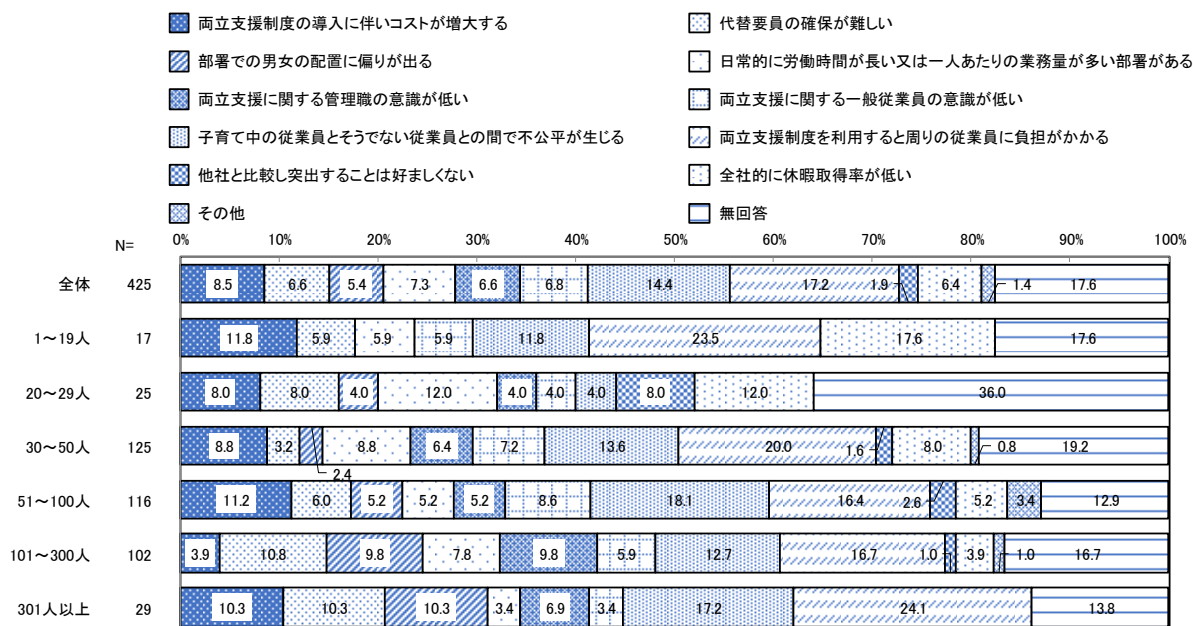 両立支援制度の導入に伴いコストが増大する
代替要員の確保が難しい
部署での男女の配置に偏りが出る
日常的に労働時間が長い又は一人あたりの業務量が多い部署がある
両立支援に関する管理職の意識が低い
両立支援に関する一般従業員の意識が低い
子育て中の従業員とそうでない従業員との間で不公平が生じる
両立支援制度を利用すると周りの従業員に負担がかかる
他社と比較し突出することは好ましくない
全社的に休暇取得率が低い
その他
無回答
N=
0% 10% 20% 30% 40% 50% 60% 70% 80% 90% 100%
全体 425 8.5 6.6 5.4 7.3 6.6 6.8 14.4 17.2 1.9 6.4 1.4 17.6
1～19人 17 11.8 5.9 5.9 5.9 11.8 23.5 17.6 17.6
20～29人 25 8.0 8.0 4.0 12.0 4.0 4.0 4.0 8.0 12.0 36.0
30～50人 125 8.8 3.2 2.4 8.8 6.4 7.2 13.6 20.0 1.6 8.0 0.8 19.2
51～100人 116 11.2 6.0 5.2 5.2 5.2 8.6 18.1 16.4 2.6 5.2 3.4 12.9
101～300人 102 3.9 10.8 9.8 7.8 9.8 5.9 12.7 16.7 1.0 3.9 1.0 16.7
301人以上 29 10.3 10.3 10.3 3.4 6.9 3.4 17.2 24.1 13.8